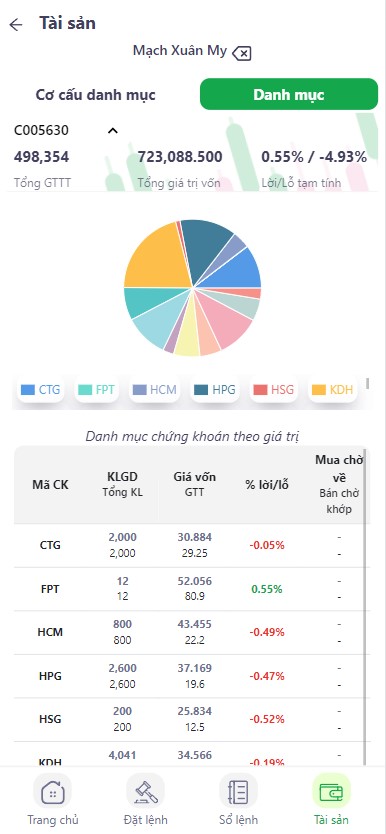 Tài sản
Mạch Xuân My
Cơ cấu danh mục
Danh mục
C005630
498,354
723,088.500
0.55% / -4.93%
Tổng GTTT
Tổng giá trị vốn
Lời/Lỗ tạm tính
CTG
FPT
HCM
HPG
HSG
KDH
Danh mục chứng khoán theo giá trị
Mã CK
KLGD
Tổng KL
Giá vốn
GTT
% lời/lỗ
Mua chờ
về
Bán chờ
khớp
CTG
2,000
2,000
30.884
29.25
-0.05%
-
-
FPT
12
12
52.056
80.9
0.55%
-
-
HCM
800
800
43.455
22.2
-0.49%
-
-
HPG
2,600
2,600
37.169
19.6
-0.47%
-
-
HSG
200
200
25.834
12.5
-0.52%
-
-
KDH
4,041
34.566
-0.19%
-
Trang chủ
Đặt lệnh
Sổ lệnh
Tài sản